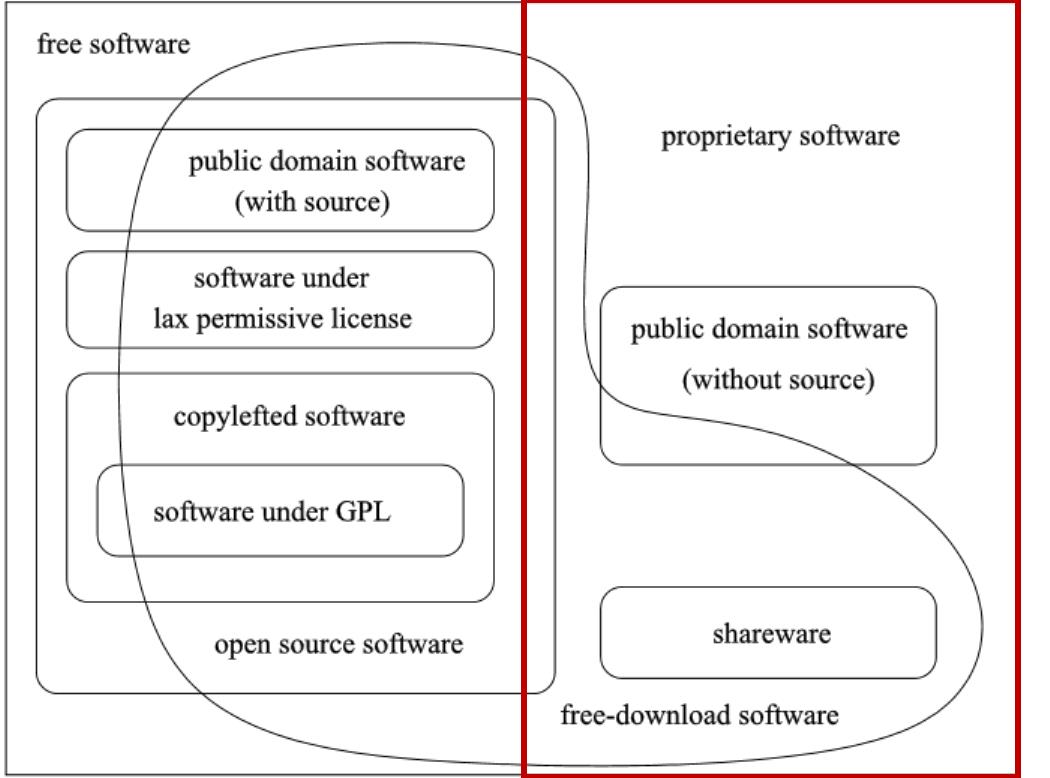 free software
proprietary software
public domain software
(with source)
software under
lax permissive license
public domain software
(without source)
copylefted software
software under GPL
shareware
open source software
free-download software